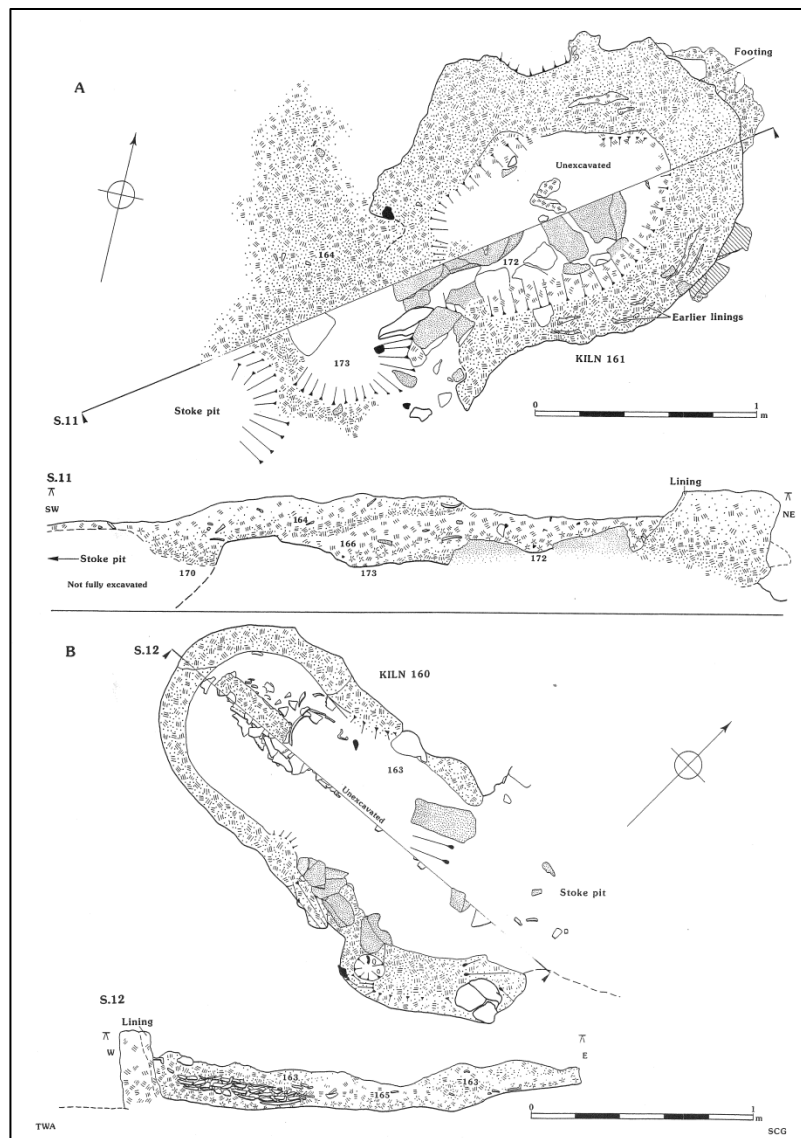 A
Footing
Unexcavated
164
172
Earlier linings
173
KILN 161
S.11
Stoke pit
0 1
m
S.11
SW
Lining
NE
164
166
Stoke pit
170
173
172
Not fully excavated
B
S.12
KILN 160
163
Unexcavated
Stoke pit
S.12
Lining
W
E
163
165
163
0 1
m
TWA
SCG